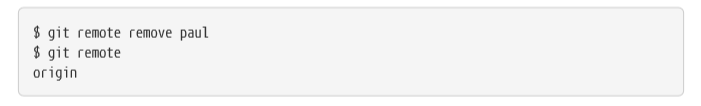 $ git remote remove paul
$ git remote
origin